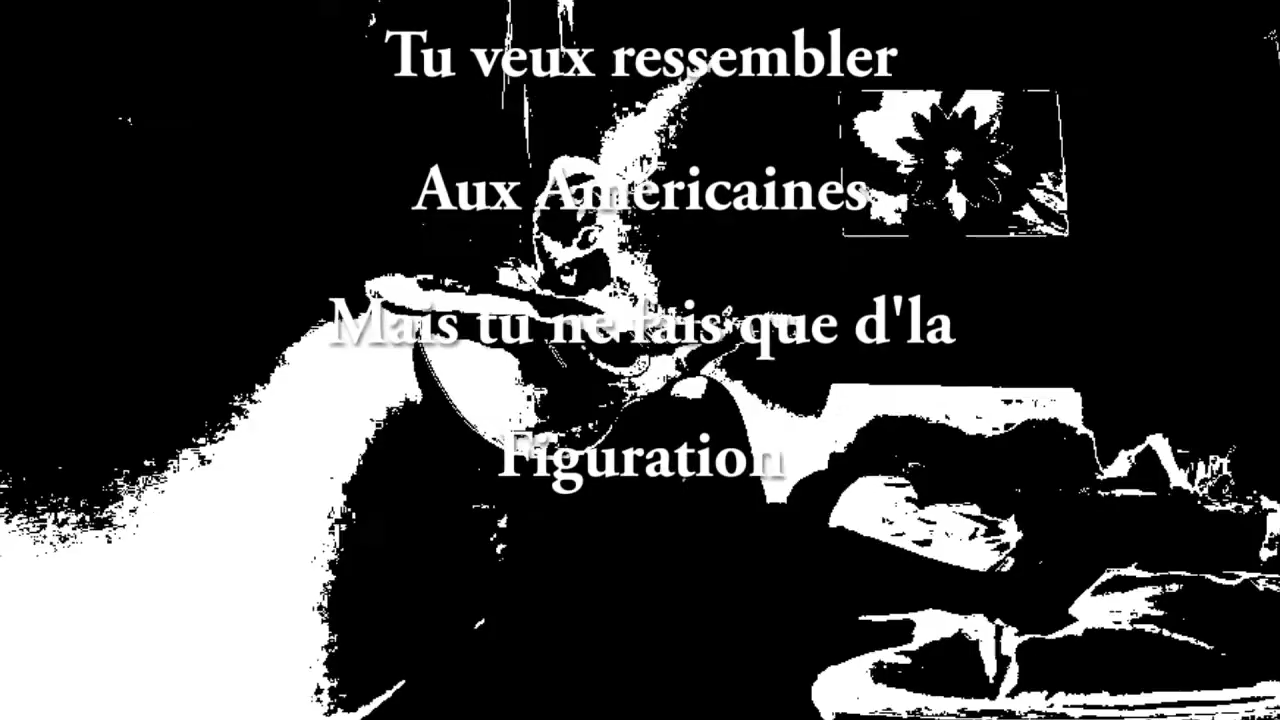 Tu veux ressembler
Aux Américaines
Mais tu ne fais que d'la
Figuration